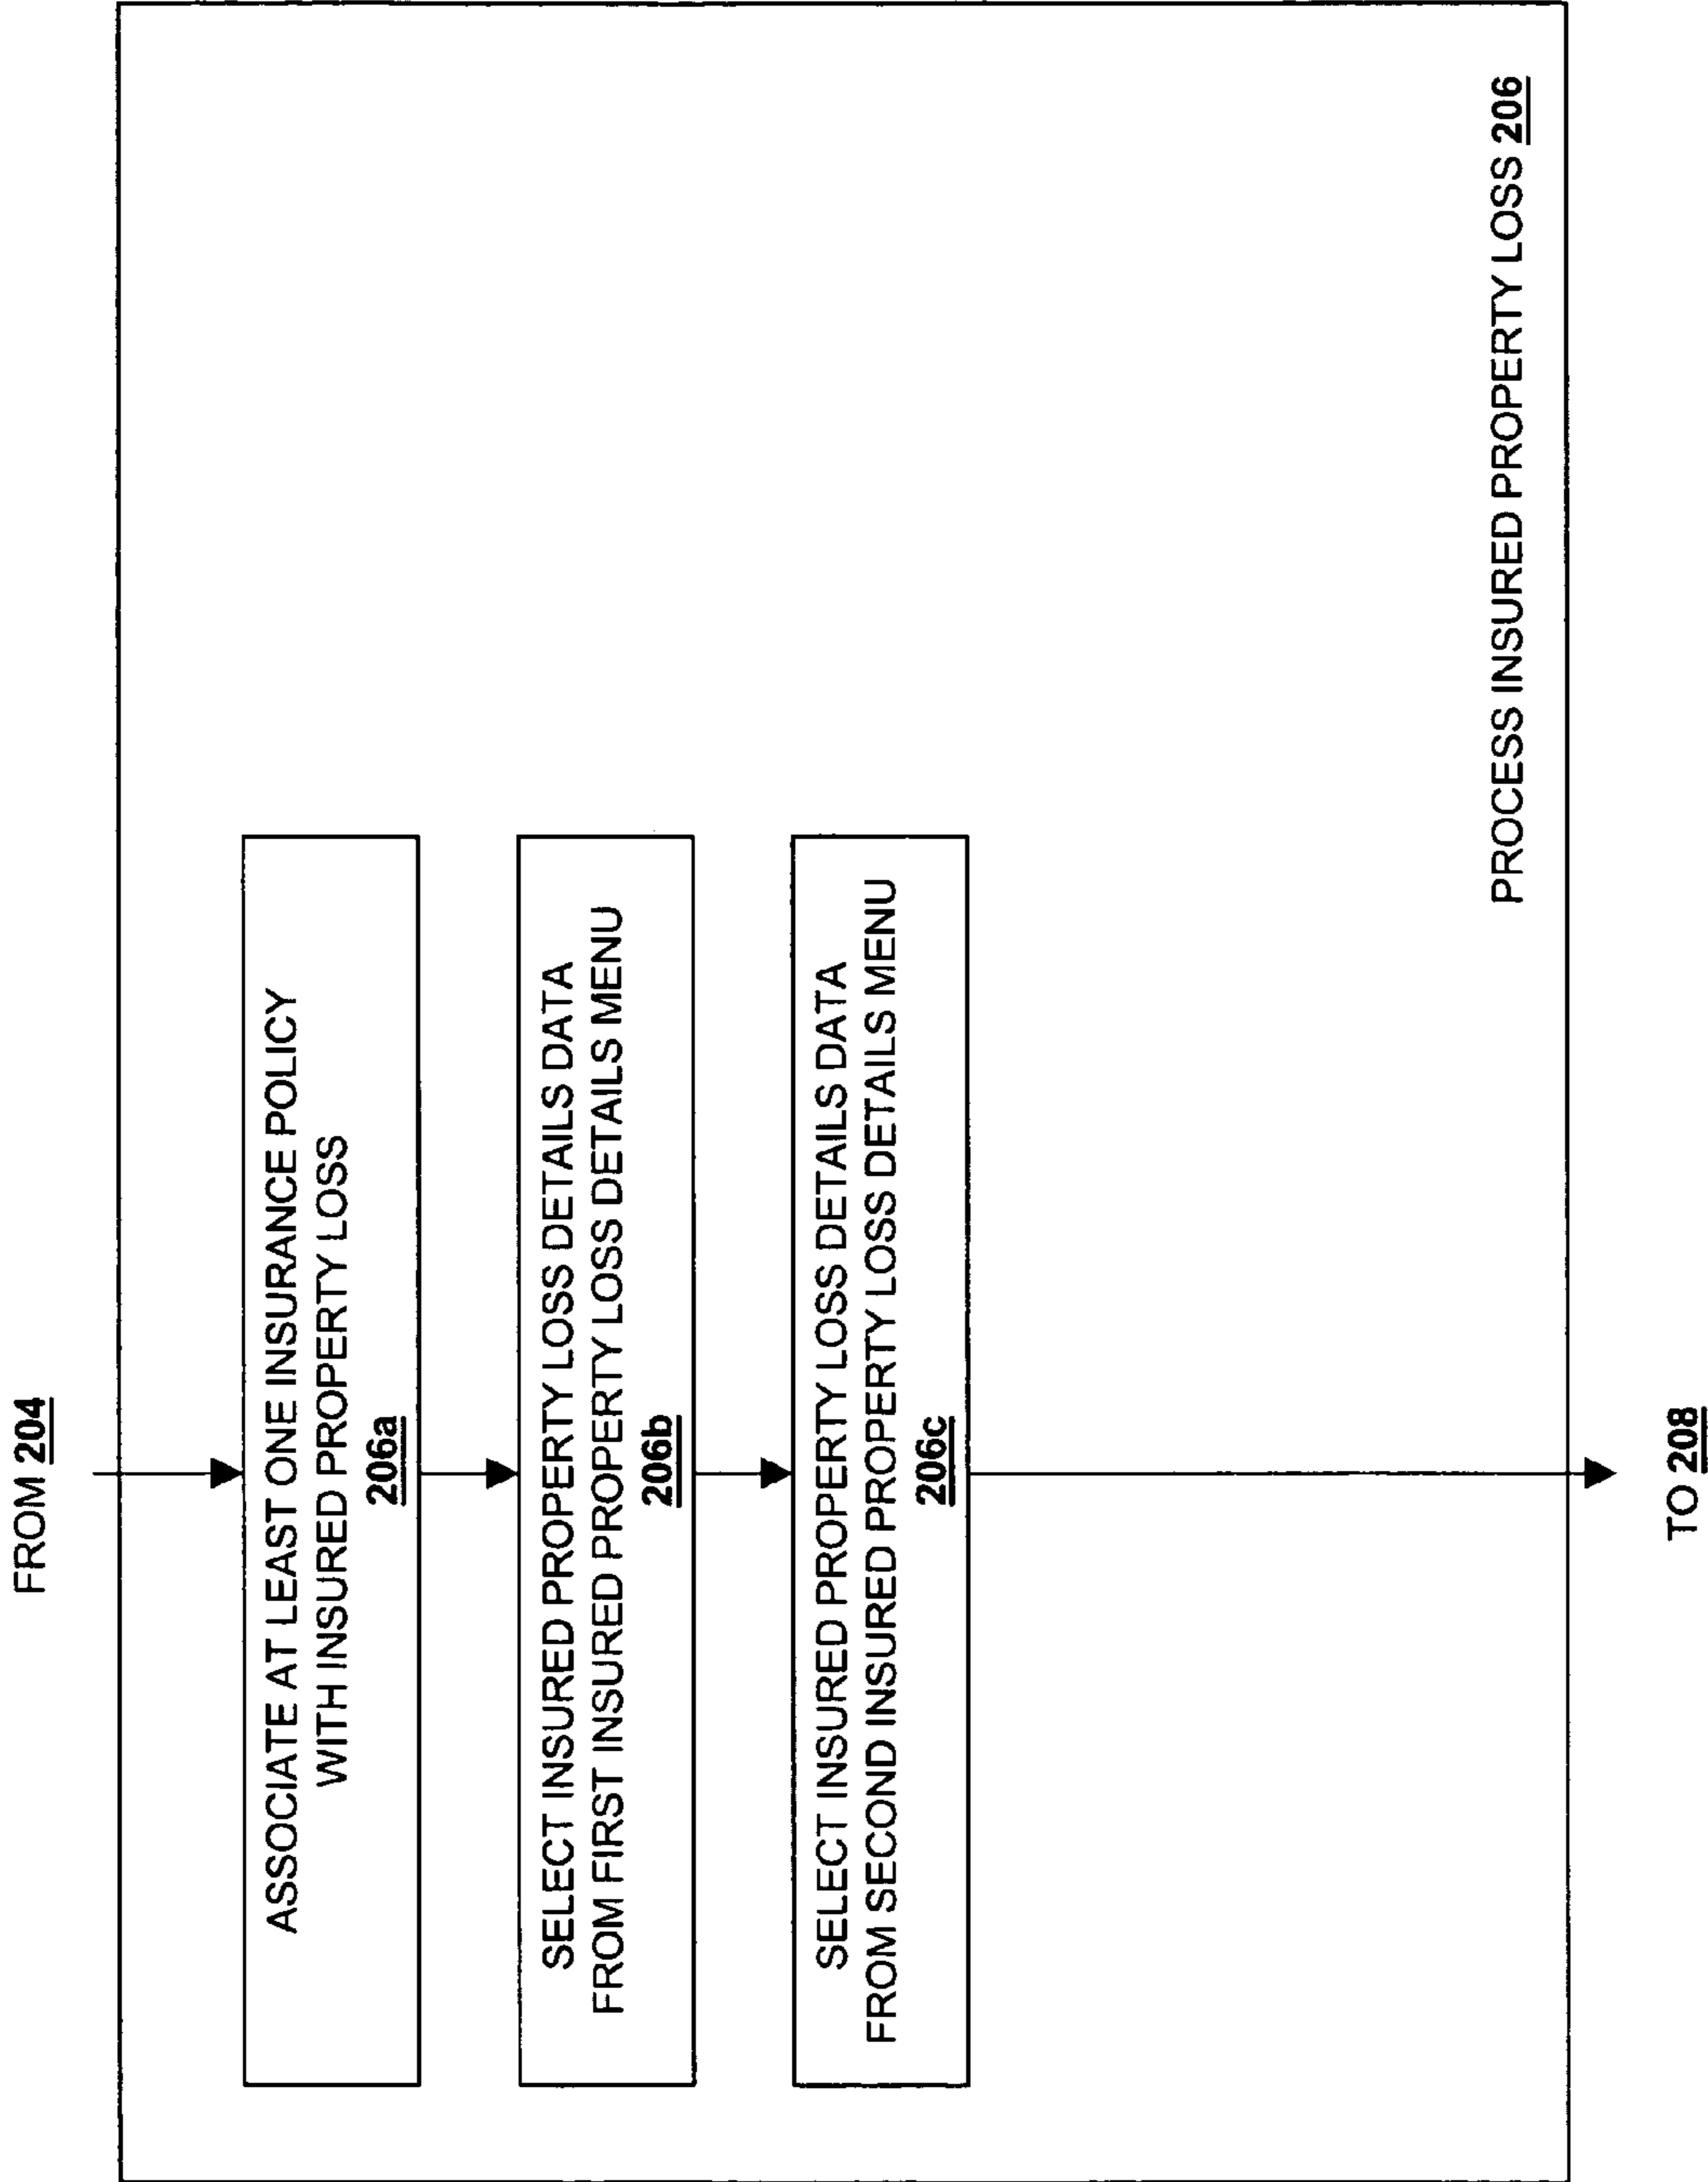 FROM 204
ASSOCIATE AT LEAST ONE INSURANCE POLICY
WITH INSURED PROPERTY LOSS
206a
SELECT INSURED PROPERTY LOSS DETAILS DATA
FROM FIRST INSURED PROPERTY LOSS DETAILS MENU
206b
SELECT INSURED PROPERTY LOSS DETAILS DATA
FROM SECOND INSURED PROPERTY LOSS DETAILS MENU
206c
PROCESS INSURED PROPERTY LOSS 206
TO 208